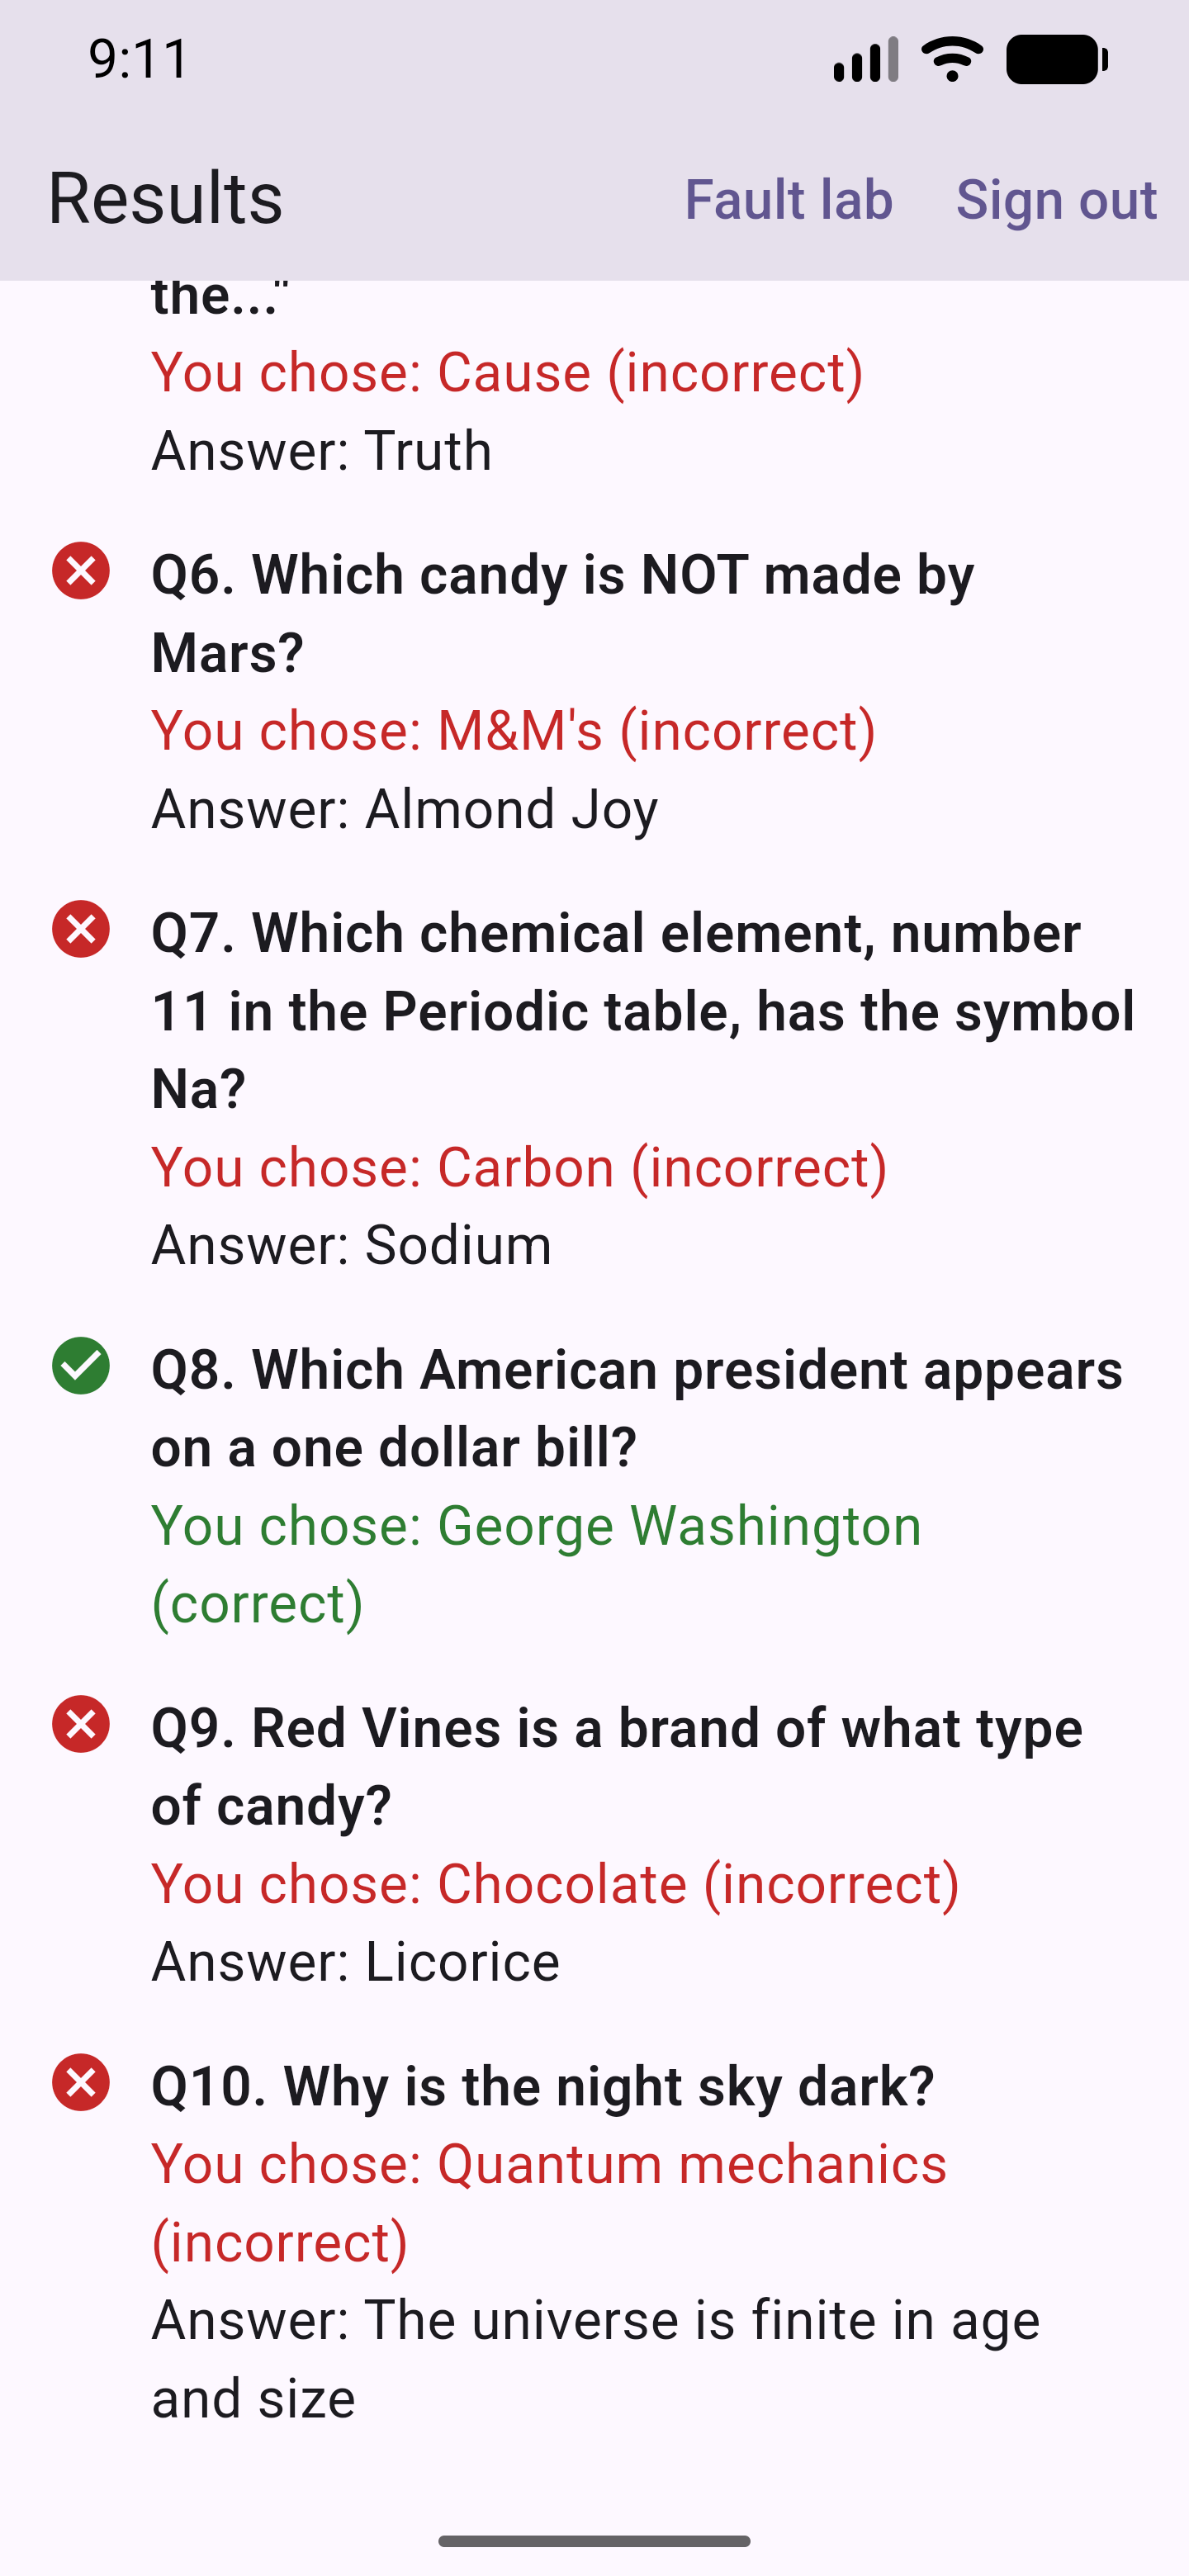 9:11
Results
Fault lab
Sign out
the..."
You chose: Cause (incorrect)
Answer: Truth
Q6. Which candy is NOT made by
Mars?
You chose: M&M's (incorrect)
Answer: Almond Joy
Q7. Which chemical element, number
11 in the Periodic table, has the symbol
Na?
You chose: Carbon (incorrect)
Answer: Sodium
Q8. Which American president appears
on a one dollar bill?
You chose: George Washington
(correct)
Q9. Red Vines is a brand of what type
of candy?
You chose: Chocolate (incorrect)
Answer: Licorice
Q10. Why is the night sky dark?
You chose: Quantum mechanics
(incorrect)
Answer: The universe is finite in age
and size